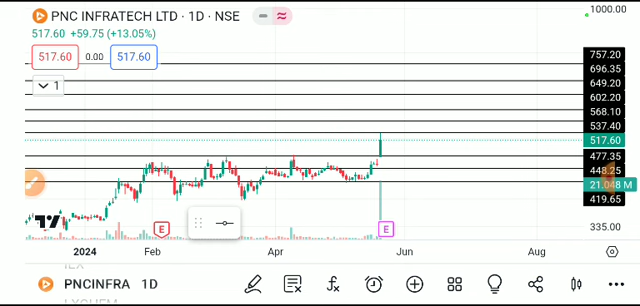 PNC INFRATECH LTD · 1D · NSE
517.60 +59.75 (+13.05%)
517.60 0.00 517.60
1
1000.00
757.20
696.35
649.20
602.20
568.10
537.40
517.60
477.35
448.25
21.048 M
419.65
335.00
E E
2024 Feb Apr Jun Aug
PNCINFRA 1D